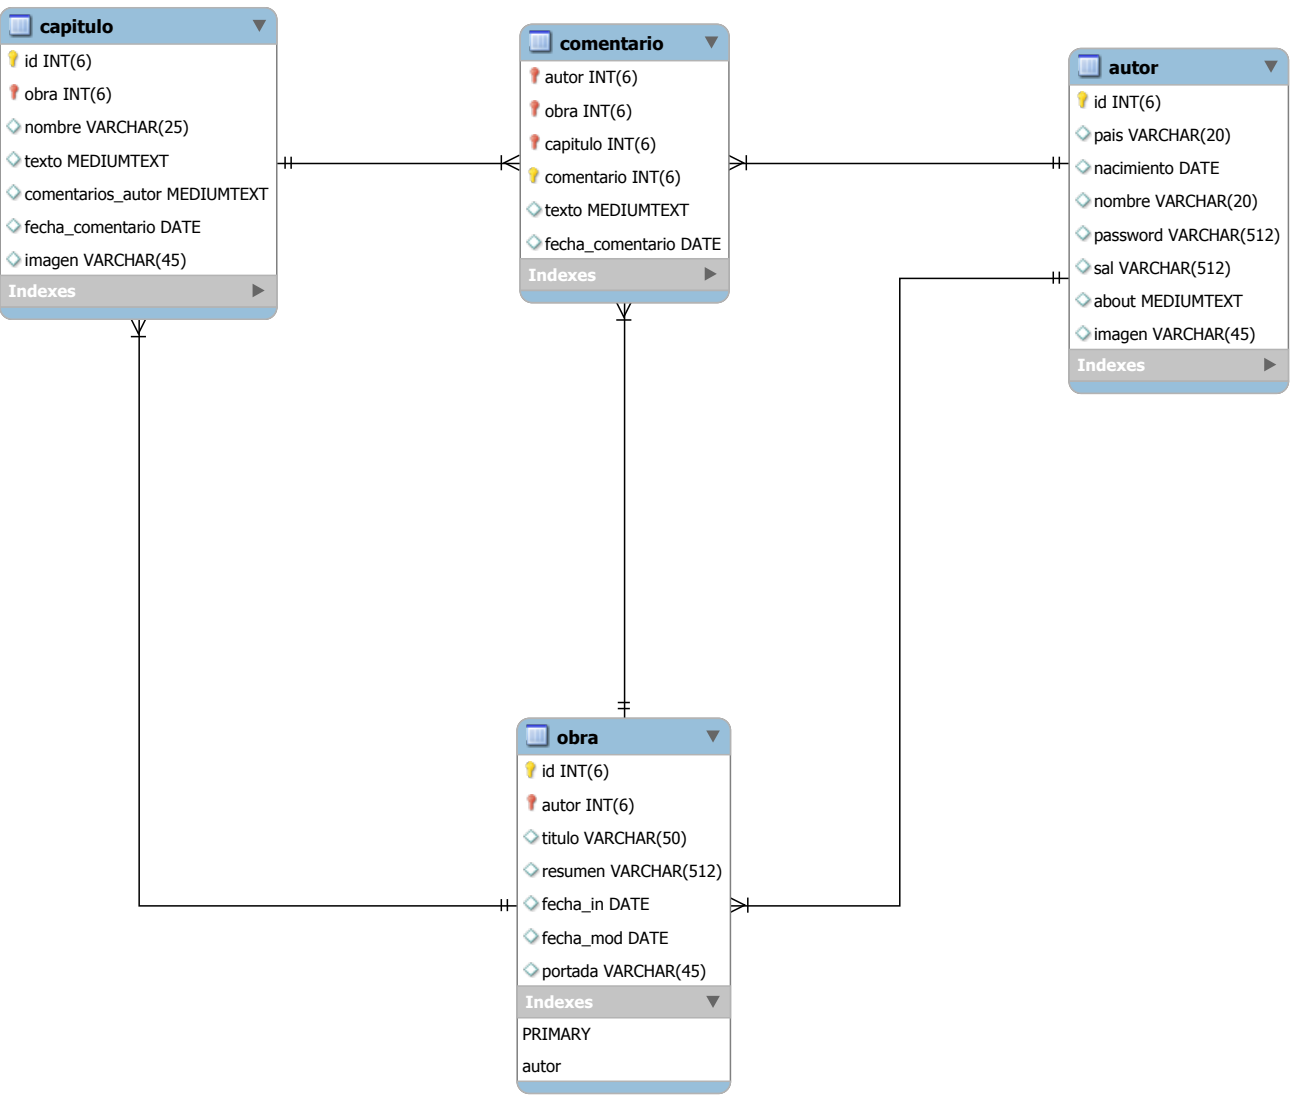 capitulo
id INT(6)
obra INT(6)
nombre VARCHAR(25)
texto MEDIUMTEXT
comentarios_autor MEDIUMTEXT
fecha_comentario DATE
imagen VARCHAR(45)
Indexes
comentario
autor INT(6)
obra INT(6)
capitulo INT(6)
comentario INT(6)
texto MEDIUMTEXT
fecha_comentario DATE
Indexes
autor
id INT(6)
pais VARCHAR(20)
nacimiento DATE
nombre VARCHAR(20)
password VARCHAR(512)
sal VARCHAR(512)
about MEDIUMTEXT
imagen VARCHAR(45)
Indexes
obra
id INT(6)
autor INT(6)
titulo VARCHAR(50)
resumen VARCHAR(512)
fecha_in DATE
fecha_mod DATE
portada VARCHAR(45)
Indexes
PRIMARY
autor